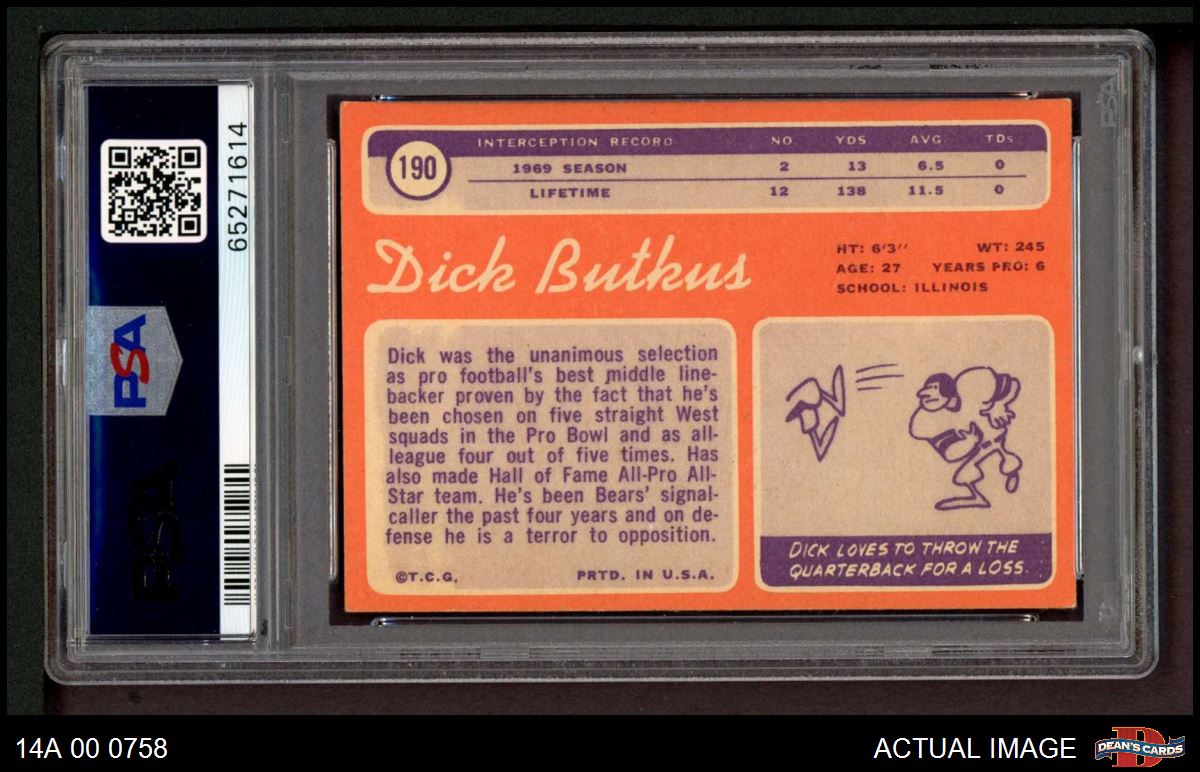 65271614
PSA
190
INTERCEPTION RECORD NO. YDS AVG. TDs
1969 SEASON 2 13 6.5 0
LIFETIME 12 138 11.5 0
Dick Butkus
HT: 6'3" WT: 245
AGE: 27 YEARS PRO: 6
SCHOOL: ILLINOIS
Dick was the unanimous selection
as pro football's best middle line-
backer proven by the fact that he's
been chosen on five straight West
squads in the Pro Bowl and as all-
league four out of five times. Has
also made Hall of Fame All-Pro All-
Star team. He's been Bears' signal-
caller the past four years and on de-
fense he is a terror to opposition.
©T.C.G. PRTD. IN U.S.A.
DICK LOVES TO THROW THE
QUARTERBACK FOR A LOSS.
PSA
PSA
14A 00 0758
ACTUAL IMAGE
DEAN'S CARDS